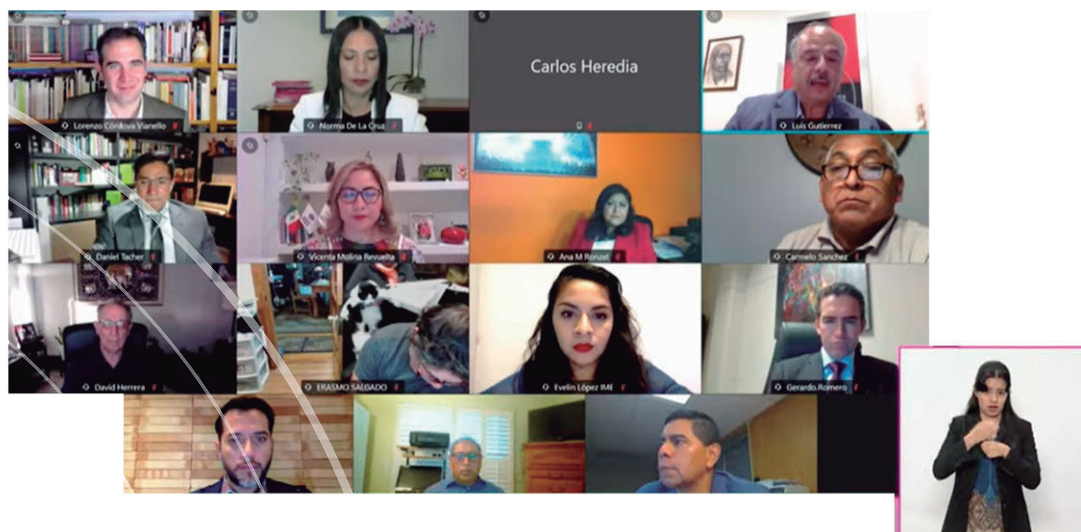 Carlos Heredia
Lorenzo Córdova Vianello
Norma De La Cruz
Luis Gutierrez
Daniel Tacher
Vicenta Molina Revuelta
Ana M Ronzel
Carmelo Sanchez
David Herrera
ERASMO SALGADO
Evelin López IME
Gerardo.Romero